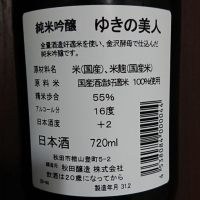 純米吟醸 ゆきの美人
全量酒造好適米を使い、金沢酵母で仕込んだ
純米吟醸です。
原材料名 米(国産)、米麹(国産米)
原料米 国産酒造好適米 100%使用
精米歩合 55%
アルコール分 16度
日本酒度 +2
日本酒 720ml
秋田市楢山登町5-2
製造者 秋田醸造 株式会社
飲酒は20歳になってから
製造年月 312
4538084000044